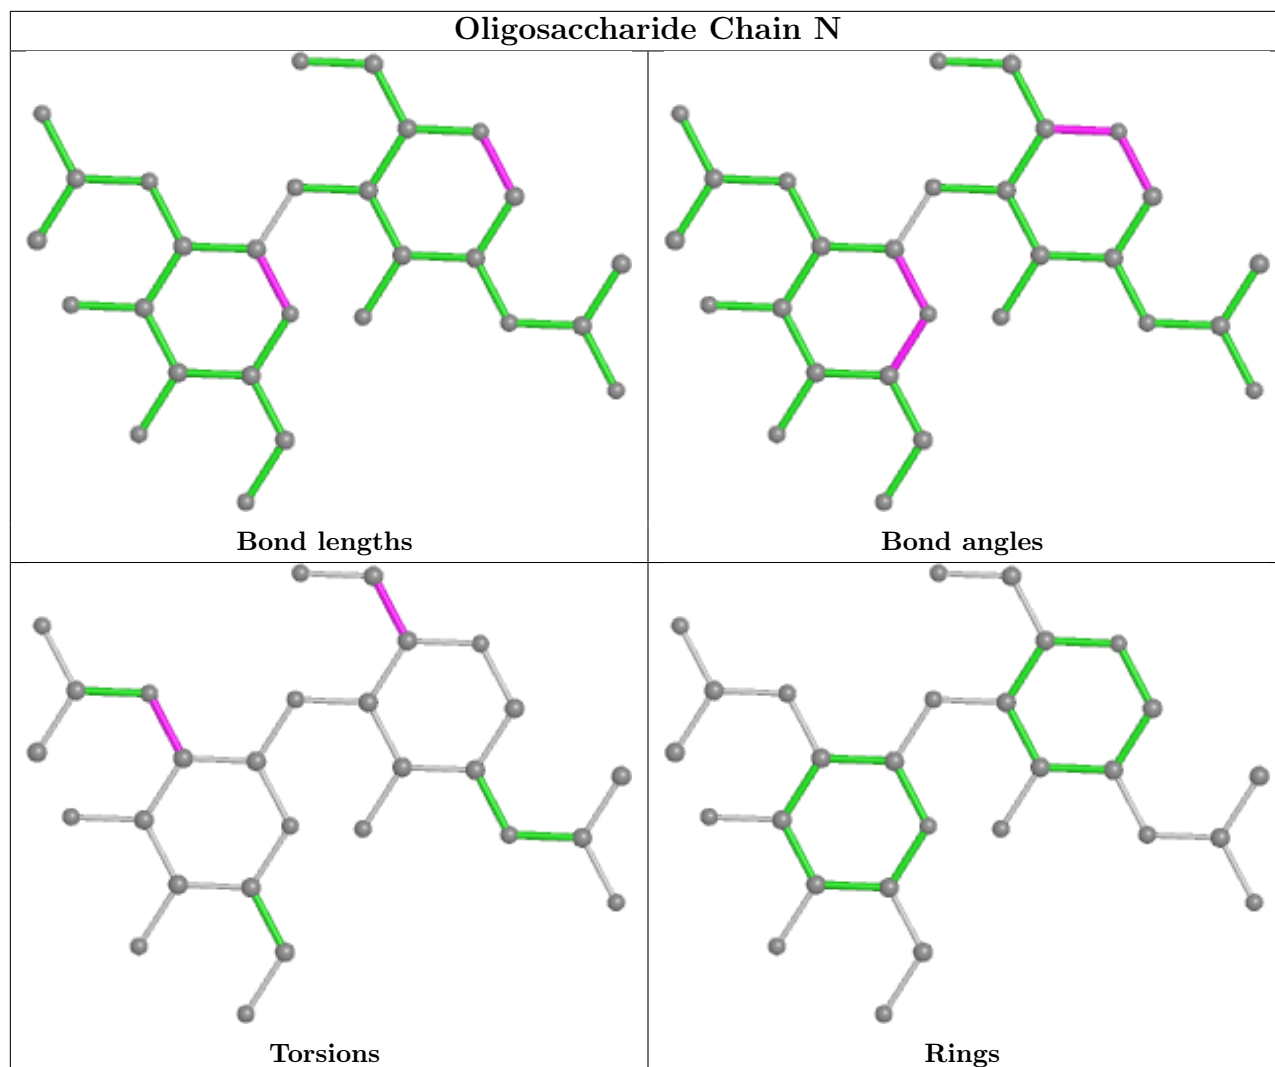 Oligosaccharide Chain N
Bond lengths
Bond angles
Torsions
Rings